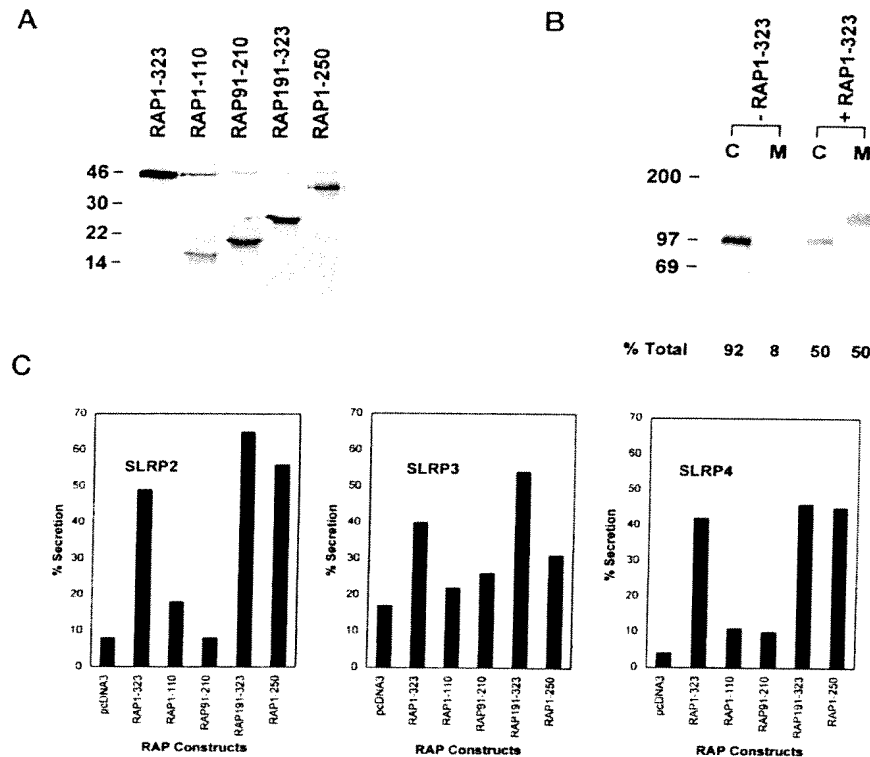 A
RAP1-323
RAP1-110
RAP91-210
RAP191-323
RAP1-250
46 –
30 –
22 –
14 –
B
- RAP1-323
+ RAP1-323
C M C M
200 –
97 –
69 –
% Total 92 8 50 50
C
70
60
50
40
30
20
10
0
% Secretion
SLRP2
pcDNA3
RAP1-323
RAP1-110
RAP91-210
RAP191-323
RAP1-250
RAP Constructs
70
60
50
40
30
20
10
0
% Secretion
SLRP3
pcDNA3
RAP1-323
RAP1-110
RAP91-210
RAP191-323
RAP1-250
RAP Constructs
70
60
50
40
30
20
10
0
% Secretion
SLRP4
pcDNA3
RAP1-323
RAP1-110
RAP91-210
RAP191-323
RAP1-250
RAP Constructs